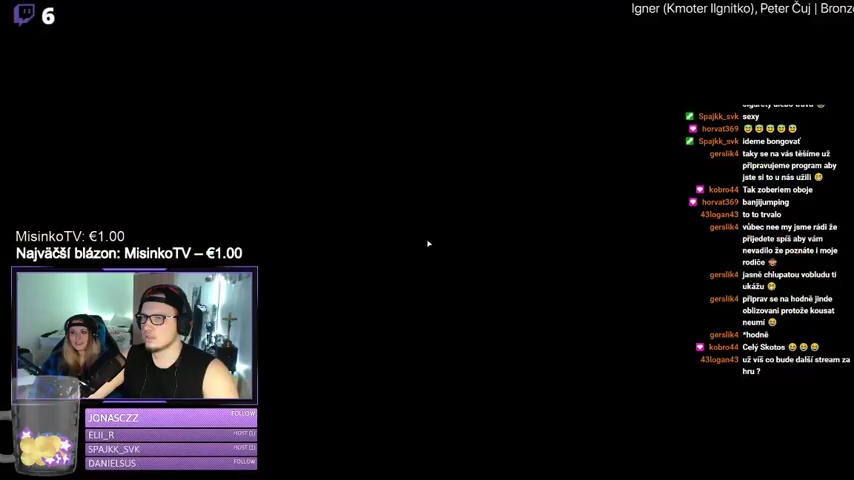 6
Igner (Kmoter Ilgnitko), Peter Čuj | Bronz
Spajkk_svk sexy
horvat369
Spajkk_svk ideme bongovať
gerslik4 taky se na vás těšíme už
připravujeme program aby
jste si to u nás užili
kobro44 Tak zoberiem oboje
horvat369 banjijumping
43logan43 to to trvalo
gerslik4 vůbec nee my jsme rádi že
přijedete spíš aby vám
nevadilo že poznáte i moje
rodiče
gerslik4 jasně chlupatou vobludu ti
ukážu
gerslik4 připrav se na hodně jinde
oblizovaní protože kousat
neumí
gerslik4 *hodně
kobro44 Celý Skotos
43logan43 už víš co bude další stream za
hru ?
MisinkoTV: €1.00
Najväčší blázon: MisinkoTV – €1.00
JONASCZZ FOLLOW
ELII_R HOST (1)
SPAJKK_SVK HOST (1)
DANIELSUS FOLLOW